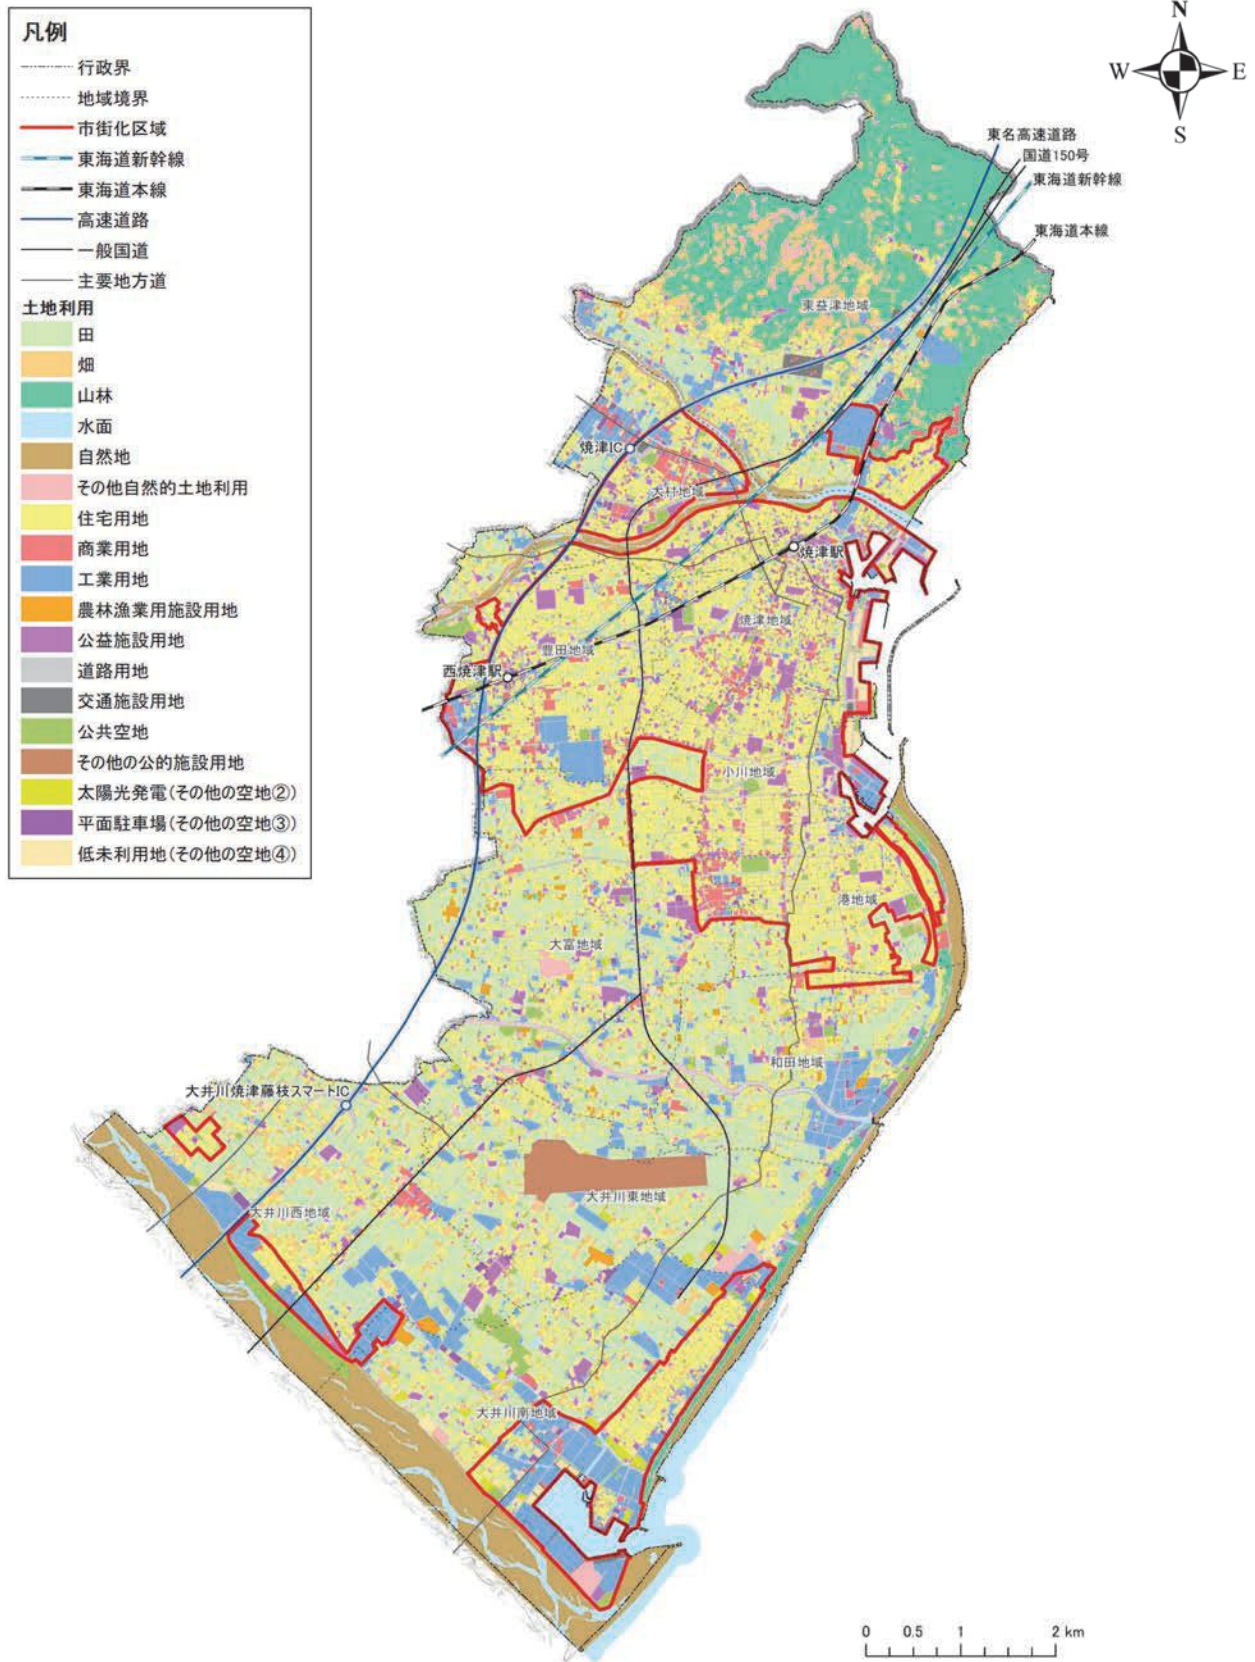 凡例
行政界
地域境界
市街化区域
東海道新幹線
東海道本線
高速道路
一般国道
主要地方道
土地利用
田
畑
山林
水面
自然地
その他自然的土地利用
住宅用地
商業用地
工業用地
農林漁業用施設用地
公益施設用地
道路用地
交通施設用地
公共空地
その他の公的施設用地
太陽光発電(その他の空地②)
平面駐車場(その他の空地③)
低未利用地(その他の空地④)
N
W
E
S
東名高速道路
国道150号
東海道新幹線
東海道本線
東益津地域
焼津IC
大村地域
焼津駅
焼津地域
豊田地域
西焼津駅
小川地域
港地域
大富地域
和田地域
大井川焼津藤枝スマートIC
大井川東地域
大井川西地域
大井川南地域
0 0.5 1 2 km